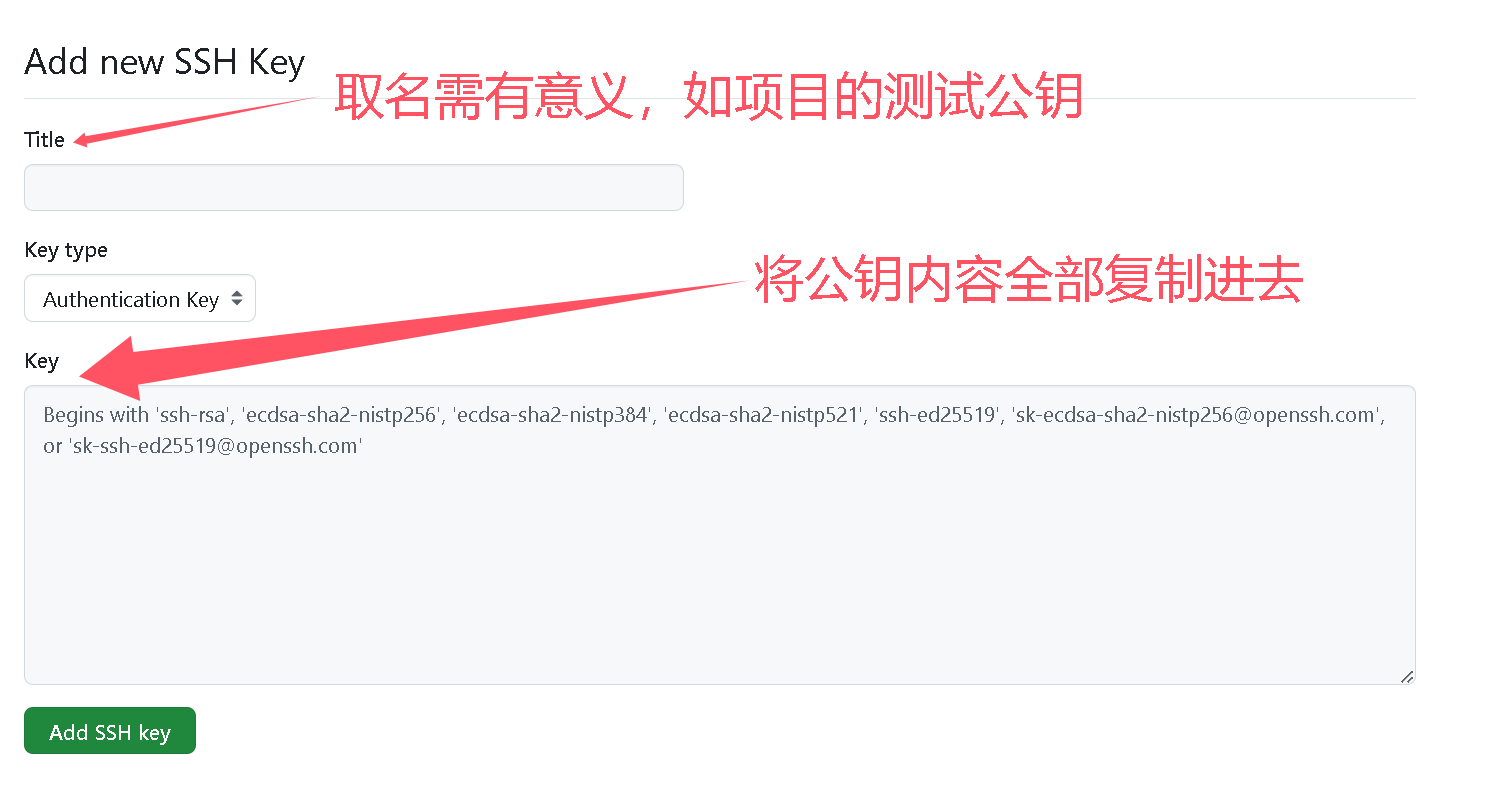 Add new SSH Key
取名需有意义，如项目的测试公钥
Title
Key type
将公钥内容全部复制进去
Authentication Key
Key
Begins with 'ssh-rsa', 'ecdsa-sha2-nistp256', 'ecdsa-sha2-nistp384', 'ecdsa-sha2-nistp521', 'ssh-ed25519', 'sk-ecdsa-sha2-nistp256@openssh.com',
or 'sk-ssh-ed25519@openssh.com'
Add SSH key